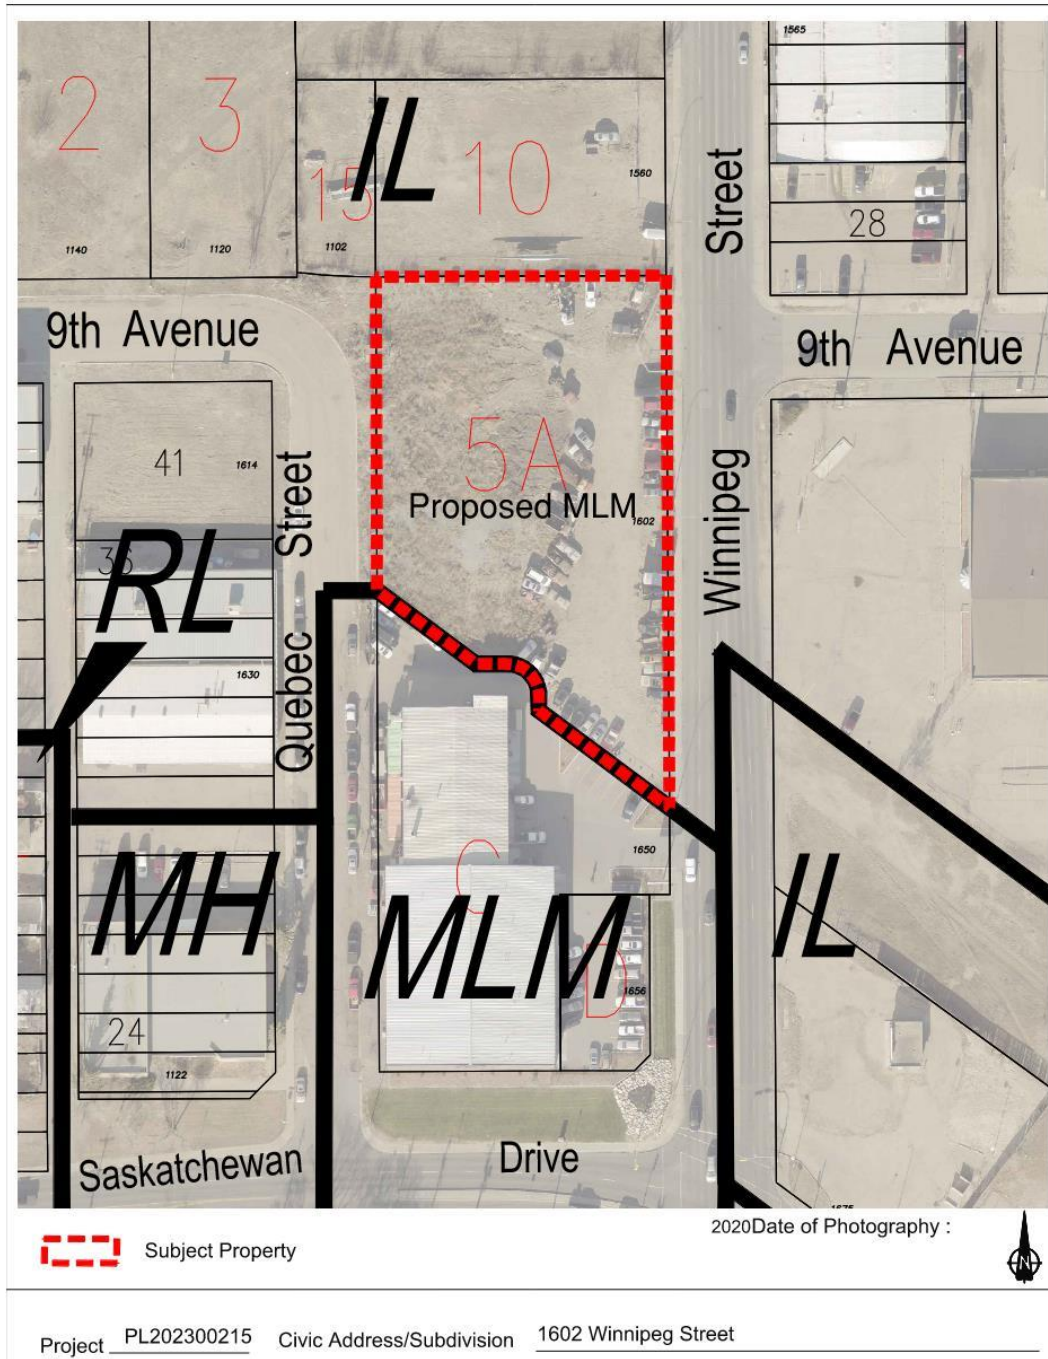 1565
2
3
IL
15
10
1560
1140
1120
1102
Street
28
9th Avenue
9th Avenue
41
1614
Street
5A
Proposed MLM
1602
Winnipeg
36
RL
1630
Quebec
C
1650
MH
MLM
IL
D
1656
24
1122
Saskatchewan
Drive
2020Date of Photography :
Subject Property
N
Project PL202300215 Civic Address/Subdivision 1602 Winnipeg Street